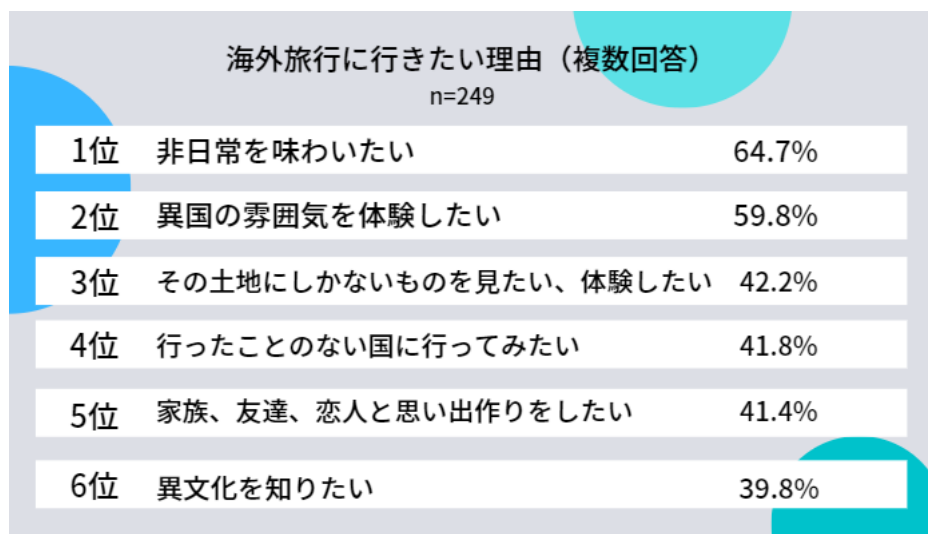 海外旅行に行きたい理由（複数回答）
n=249
1位 非日常を味わいたい 64.7%
2位 異国の雰囲気を体験したい 59.8%
3位 その土地にしかないものを見たい、体験したい 42.2%
4位 行ったことのない国に行ってみたい 41.8%
5位 家族、友達、恋人と思い出作りをしたい 41.4%
6位 異文化を知りたい 39.8%